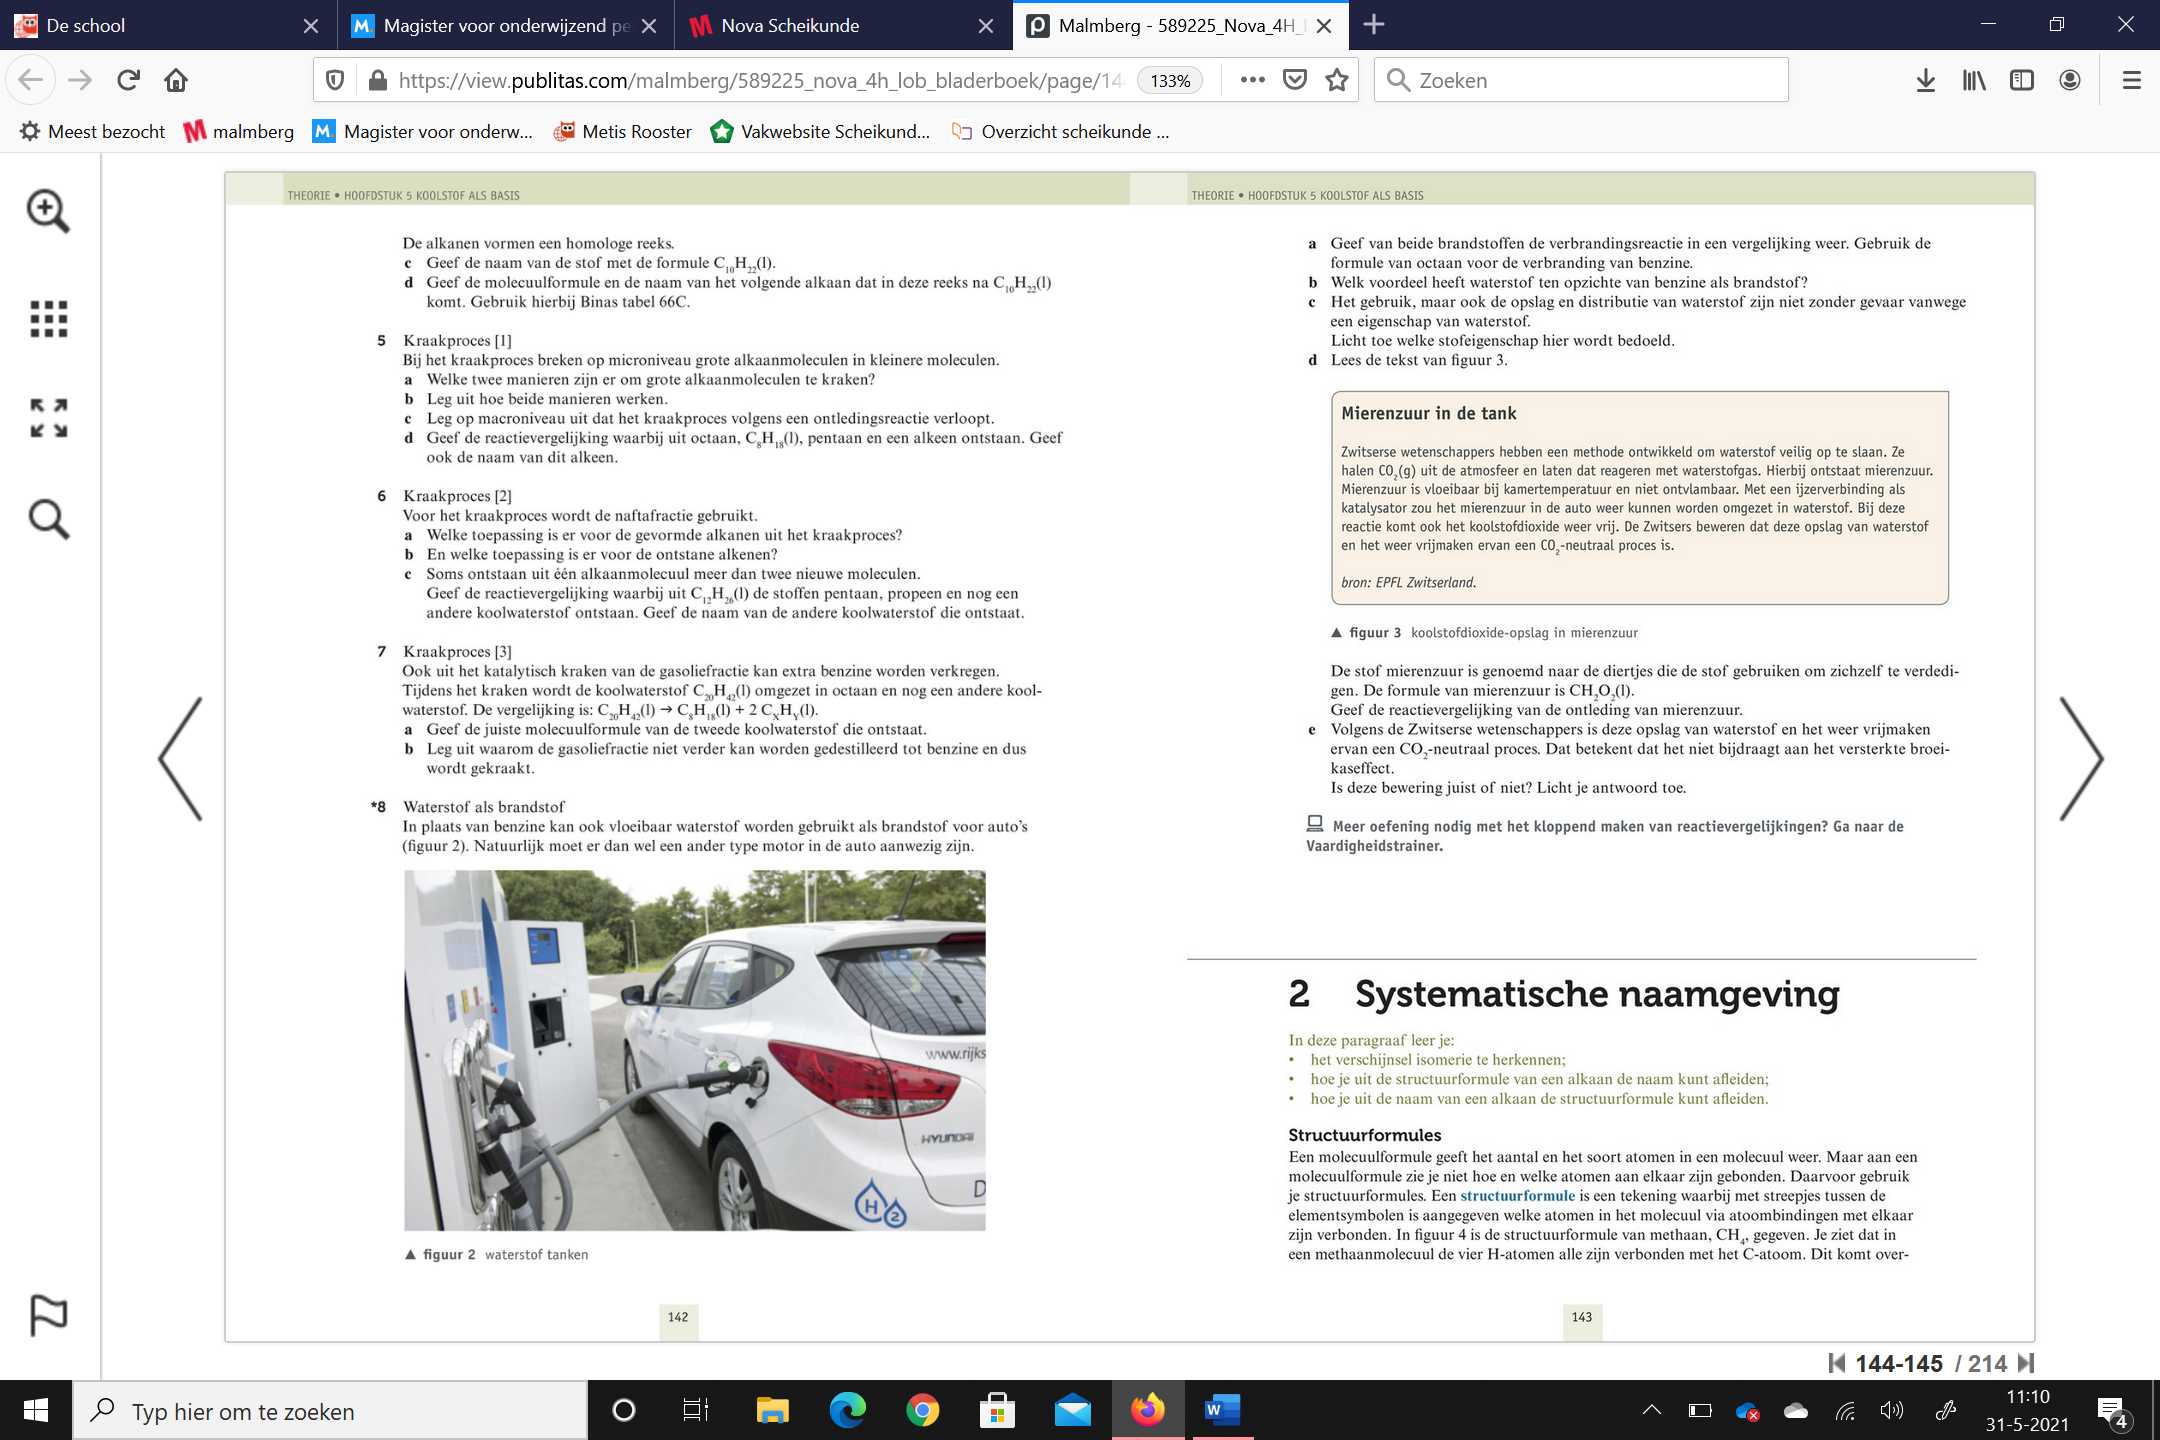 De school
Magister voor onderwijzend pe
Nova Scheikunde
Malmberg - 589225_Nova_4H_L
https://view.publitas.com/malmberg/589225_nova_4h_lob_bladerboek/page/14
133%
Zoeken
Meest bezocht
malmberg
Magister voor onderw...
Metis Rooster
Vakwebsite Scheikund...
Overzicht scheikunde ...
THEORIE • HOOFDSTUK 5 KOOLSTOF ALS BASIS
De alkanen vormen een homologe reeks.
c Geef de naam van de stof met de formule C₁₀H₂₂(l).
d Geef de molecuulformule en de naam van het volgende alkaan dat in deze reeks na C₁₀H₂₂(l)
komt. Gebruik hierbij Binas tabel 66C.
5 Kraakproces [1]
Bij het kraakproces breken op microniveau grote alkaanmoleculen in kleinere moleculen.
a Welke twee manieren zijn er om grote alkaanmoleculen te kraken?
b Leg uit hoe beide manieren werken.
c Leg op macroniveau uit dat het kraakproces volgens een ontledingsreactie verloopt.
d Geef de reactievergelijking waarbij uit octaan, C₈H₁₈(l), pentaan en een alkeen ontstaan. Geef
ook de naam van dit alkeen.
6 Kraakproces [2]
Voor het kraakproces wordt de naftafractie gebruikt.
a Welke toepassing is er voor de gevormde alkanen uit het kraakproces?
b En welke toepassing is er voor de ontstane alkenen?
c Soms ontstaan uit één alkaanmolecuul meer dan twee nieuwe moleculen.
Geef de reactievergelijking waarbij uit C₁₂H₂₆(l) de stoffen pentaan, propeen en nog een
andere koolwaterstof ontstaan. Geef de naam van de andere koolwaterstof die ontstaat.
7 Kraakproces [3]
Ook uit het katalytisch kraken van de gasoliefractie kan extra benzine worden verkregen.
Tijdens het kraken wordt de koolwaterstof C₂₀H₄₂(l) omgezet in octaan en nog een andere kool-
waterstof. De vergelijking is: C₂₀H₄₂(l) → C₈H₁₈(l) + 2 CₓHᵧ(l).
a Geef de juiste molecuulformule van de tweede koolwaterstof die ontstaat.
b Leg uit waarom de gasoliefractie niet verder kan worden gedestilleerd tot benzine en dus
wordt gekraakt.
*8 Waterstof als brandstof
In plaats van benzine kan ook vloeibaar waterstof worden gebruikt als brandstof voor auto's
(figuur 2). Natuurlijk moet er dan wel een ander type motor in de auto aanwezig zijn.
www.rijks
HYUNDAI
D
H 2
▲ figuur 2 waterstof tanken
142
THEORIE • HOOFDSTUK 5 KOOLSTOF ALS BASIS
a Geef van beide brandstoffen de verbrandingsreactie in een vergelijking weer. Gebruik de
formule van octaan voor de verbranding van benzine.
b Welk voordeel heeft waterstof ten opzichte van benzine als brandstof?
c Het gebruik, maar ook de opslag en distributie van waterstof zijn niet zonder gevaar vanwege
een eigenschap van waterstof.
Licht toe welke stofeigenschap hier wordt bedoeld.
d Lees de tekst van figuur 3.
Mierenzuur in de tank
Zwitserse wetenschappers hebben een methode ontwikkeld om waterstof veilig op te slaan. Ze
halen CO₂(g) uit de atmosfeer en laten dat reageren met waterstofgas. Hierbij ontstaat mierenzuur.
Mierenzuur is vloeibaar bij kamertemperatuur en niet ontvlambaar. Met een ijzerverbinding als
katalysator zou het mierenzuur in de auto weer kunnen worden omgezet in waterstof. Bij deze
reactie komt ook het koolstofdioxide weer vrij. De Zwitsers beweren dat deze opslag van waterstof
en het weer vrijmaken ervan een CO₂-neutraal proces is.
bron: EPFL Zwitserland.
▲ figuur 3 koolstofdioxide-opslag in mierenzuur
De stof mierenzuur is genoemd naar de diertjes die de stof gebruiken om zichzelf te verdedi-
gen. De formule van mierenzuur is CH₂O₂(l).
Geef de reactievergelijking van de ontleding van mierenzuur.
e Volgens de Zwitserse wetenschappers is deze opslag van waterstof en het weer vrijmaken
ervan een CO₂-neutraal proces. Dat betekent dat het niet bijdraagt aan het versterkte broei-
kaseffect.
Is deze bewering juist of niet? Licht je antwoord toe.
Meer oefening nodig met het kloppend maken van reactievergelijkingen? Ga naar de
Vaardigheidstrainer.
2 Systematische naamgeving
In deze paragraaf leer je:
• het verschijnsel isomerie te herkennen;
• hoe je uit de structuurformule van een alkaan de naam kunt afleiden;
• hoe je uit de naam van een alkaan de structuurformule kunt afleiden.
Structuurformules
Een molecuulformule geeft het aantal en het soort atomen in een molecuul weer. Maar aan een
molecuulformule zie je niet hoe en welke atomen aan elkaar zijn gebonden. Daarvoor gebruik
je structuurformules. Een structuurformule is een tekening waarbij met streepjes tussen de
elementsymbolen is aangegeven welke atomen in het molecuul via atoombindingen met elkaar
zijn verbonden. In figuur 4 is de structuurformule van methaan, CH₄, gegeven. Je ziet dat in
een methaanmolecuul de vier H-atomen alle zijn verbonden met het C-atoom. Dit komt over-
143
144-145 / 214
Typ hier om te zoeken
11:10
31-5-2021
4